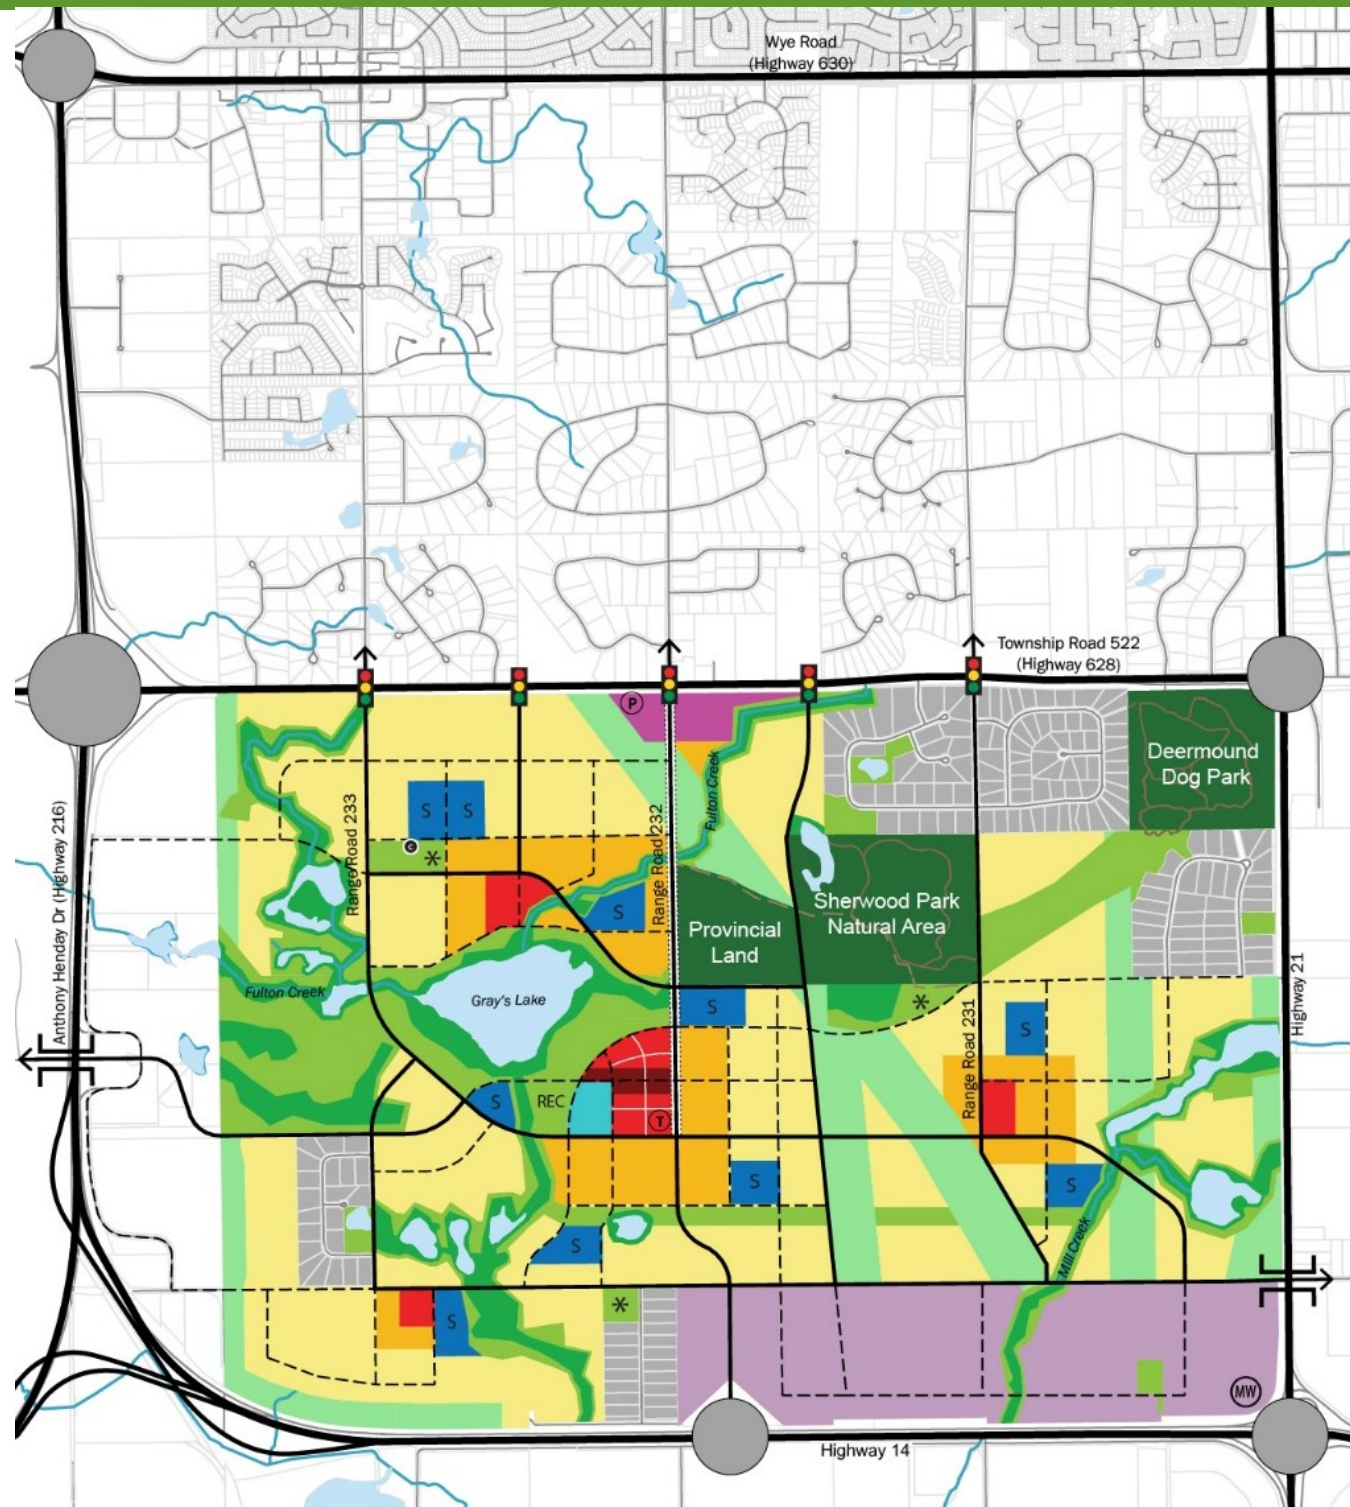 Wye Road
(Highway 630)
Township Road 522
(Highway 628)
P
Deermound
Dog Park
Anthony Henday Dr (Highway 216)
Range Road 233
S
S
C
*
Range Road 232
Fulton Creek
S
Sherwood Park
Natural Area
Provincial
Land
Highway 21
Fulton Creek
Gray's Lake
S
*
Range Road 231
S
S
REC
T
S
S
S
Mill Creek
S
*
MW
Highway 14